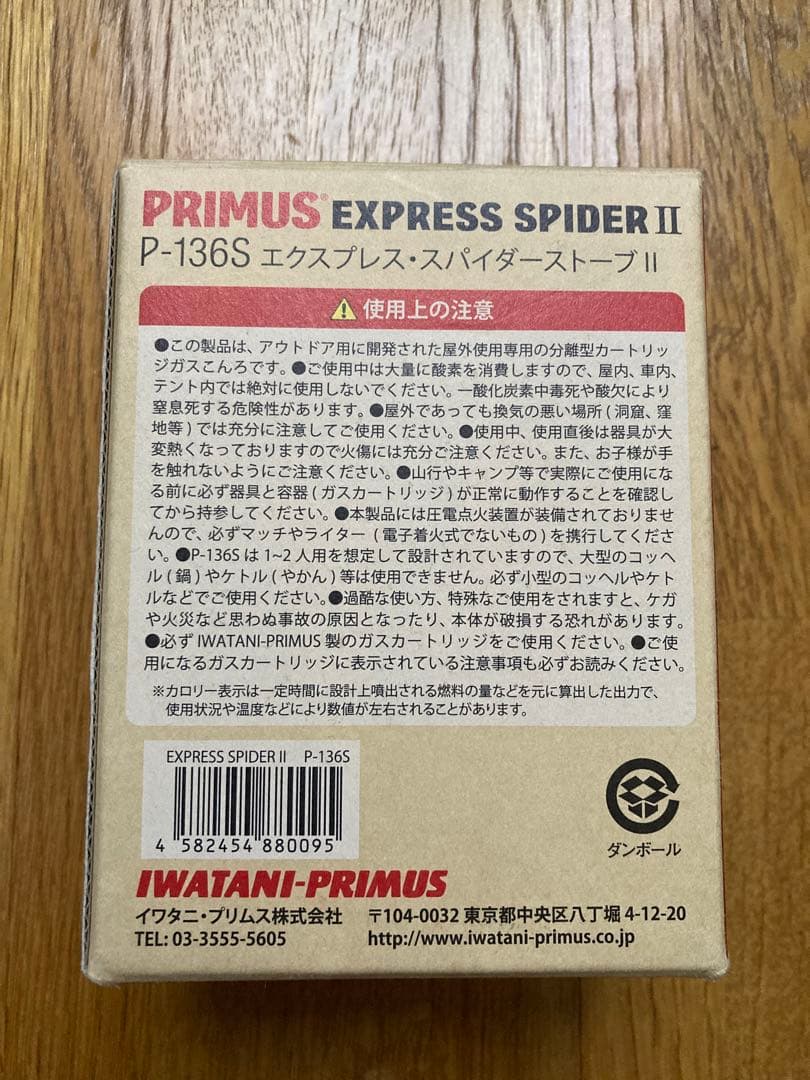 PRIMUS® EXPRESS SPIDER II
P-136S エクスプレス・スパイダーストーブ II
使用上の注意
●この製品は、アウトドア用に開発された屋外使用専用の分離型カートリッ
ジガスこんろです。●ご使用中は大量に酸素を消費しますので、屋内、車内、
テント内では絶対に使用しないでください。一酸化炭素中毒死や酸欠により
窒息死する危険性があります。●屋外であっても換気の悪い場所(洞窟、窪
地等)では充分に注意してご使用ください。●使用中、使用直後は器具が大
変熱くなっておりますので火傷には充分ご注意ください。また、お子様が手
を触れないようにご注意ください。●山行やキャンプ等で実際にご使用にな
る前に必ず器具と容器(ガスカートリッジ)が正常に動作することを確認し
てから持参してください。●本製品には圧電点火装置が装備されておりませ
んので、必ずマッチやライター(電子着火式でないもの)を携行してくださ
い。●P-136Sは1~2人用を想定して設計されていますので、大型のコッヘ
ル(鍋)やケトル(やかん)等は使用できません。必ず小型のコッヘルやケト
ルなどでご使用ください。●過酷な使い方、特殊なご使用をされますと、ケガ
や火災など思わぬ事故の原因となったり、本体が破損する恐れがあります。
●必ずIWATANI-PRIMUS製のガスカートリッジをご使用ください。●ご使
用になるガスカートリッジに表示されている注意事項も必ずお読みください。
※カロリー表示は一定時間に設計上噴出される燃料の量などを元に算出した出力で、
使用状況や温度などにより数値が左右されることがあります。
EXPRESS SPIDER II P-136S
4 582454 880095
ダンボール
IWATANI-PRIMUS
イワタニ・プリムス株式会社 〒104-0032 東京都中央区八丁堀 4-12-20
TEL: 03-3555-5605 http://www.iwatani-primus.co.jp